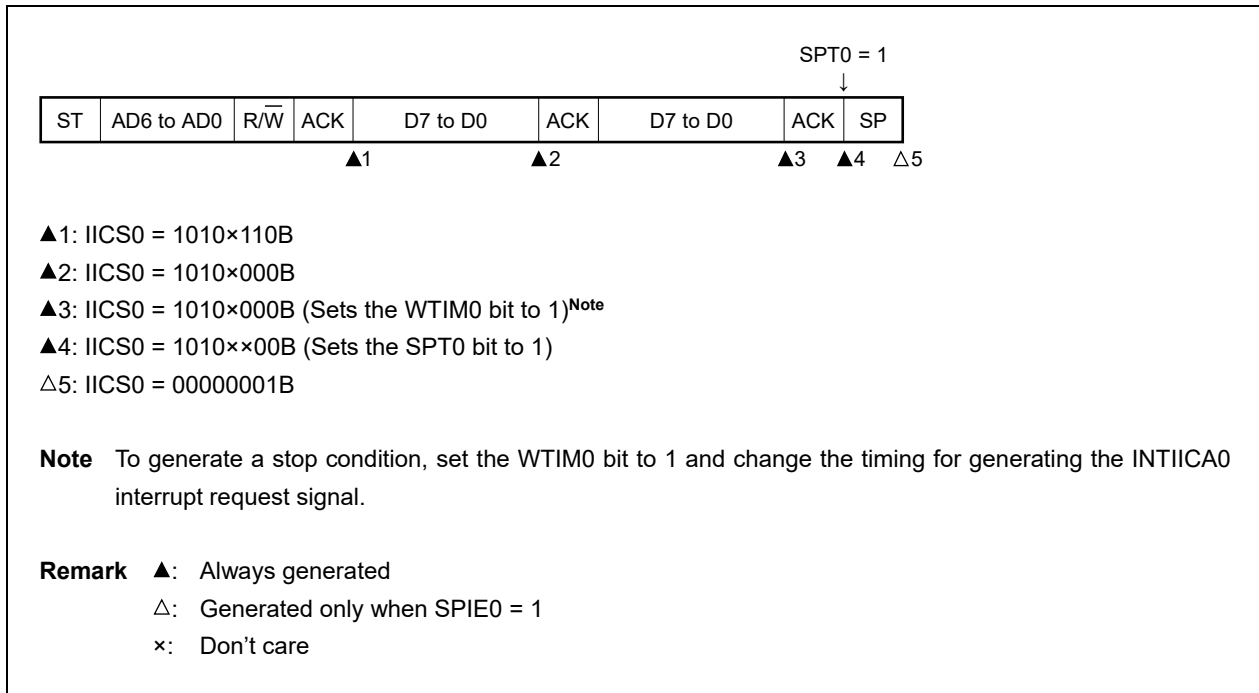 SPT0 = 1
↓
ST AD6 to AD0 R/W̅ ACK D7 to D0 ACK D7 to D0 ACK SP
▲1 ▲2 ▲3 ▲4 △5
▲1: IICS0 = 1010×110B
▲2: IICS0 = 1010×000B
▲3: IICS0 = 1010×000B (Sets the WTIM0 bit to 1)Note
▲4: IICS0 = 1010××00B (Sets the SPT0 bit to 1)
△5: IICS0 = 00000001B
Note To generate a stop condition, set the WTIM0 bit to 1 and change the timing for generating the INTIICA0
interrupt request signal.
Remark ▲: Always generated
△: Generated only when SPIE0 = 1
×: Don't care